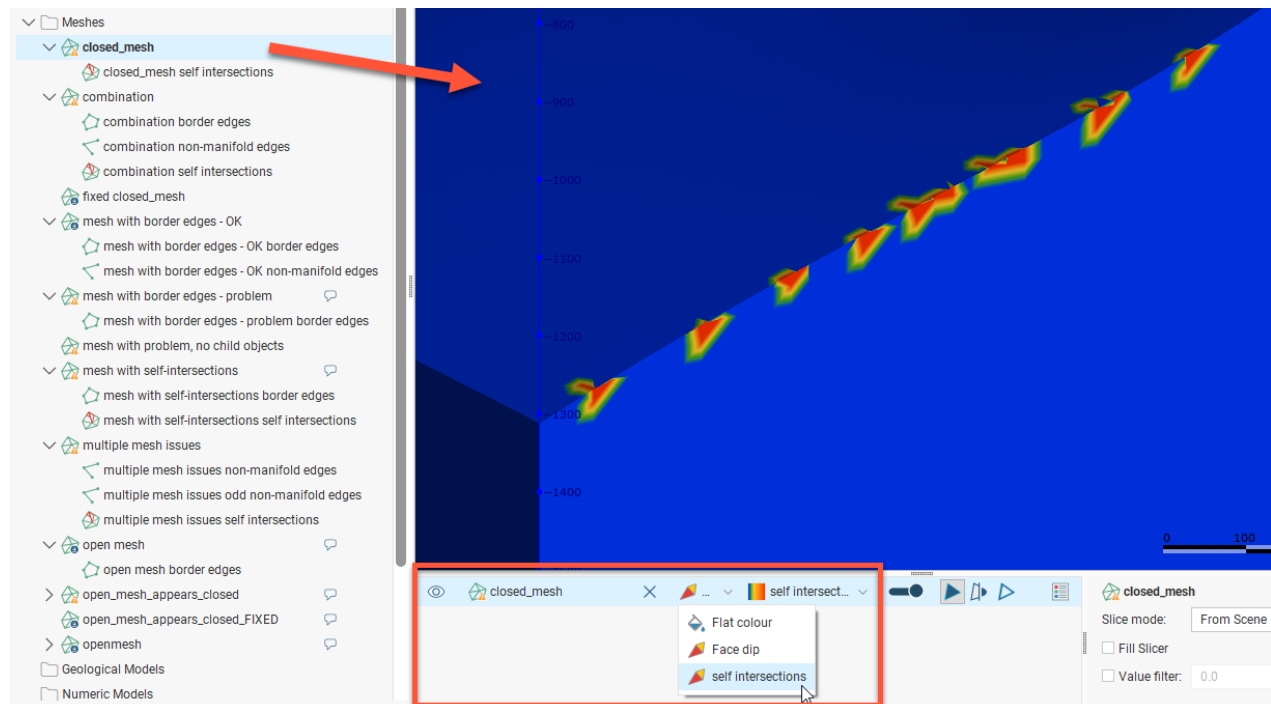 Meshes
closed_mesh
closed_mesh self intersections
combination
combination border edges
combination non-manifold edges
combination self intersections
fixed closed_mesh
mesh with border edges - OK
mesh with border edges - OK border edges
mesh with border edges - OK non-manifold edges
mesh with border edges - problem
mesh with border edges - problem border edges
mesh with problem, no child objects
mesh with self-intersections
mesh with self-intersections border edges
mesh with self-intersections self intersections
multiple mesh issues
multiple mesh issues non-manifold edges
multiple mesh issues odd non-manifold edges
multiple mesh issues self intersections
open mesh
open mesh border edges
open_mesh_appears_closed
open_mesh_appears_closed_FIXED
openmesh
Geological Models
Numeric Models
-800
-900
-1000
-1100
-1200
-1300
-1400
0 100
closed_mesh ... self intersect...
Flat colour
Face dip
self intersections
closed_mesh
Slice mode: From Scene
Fill Slicer
Value filter: 0.0